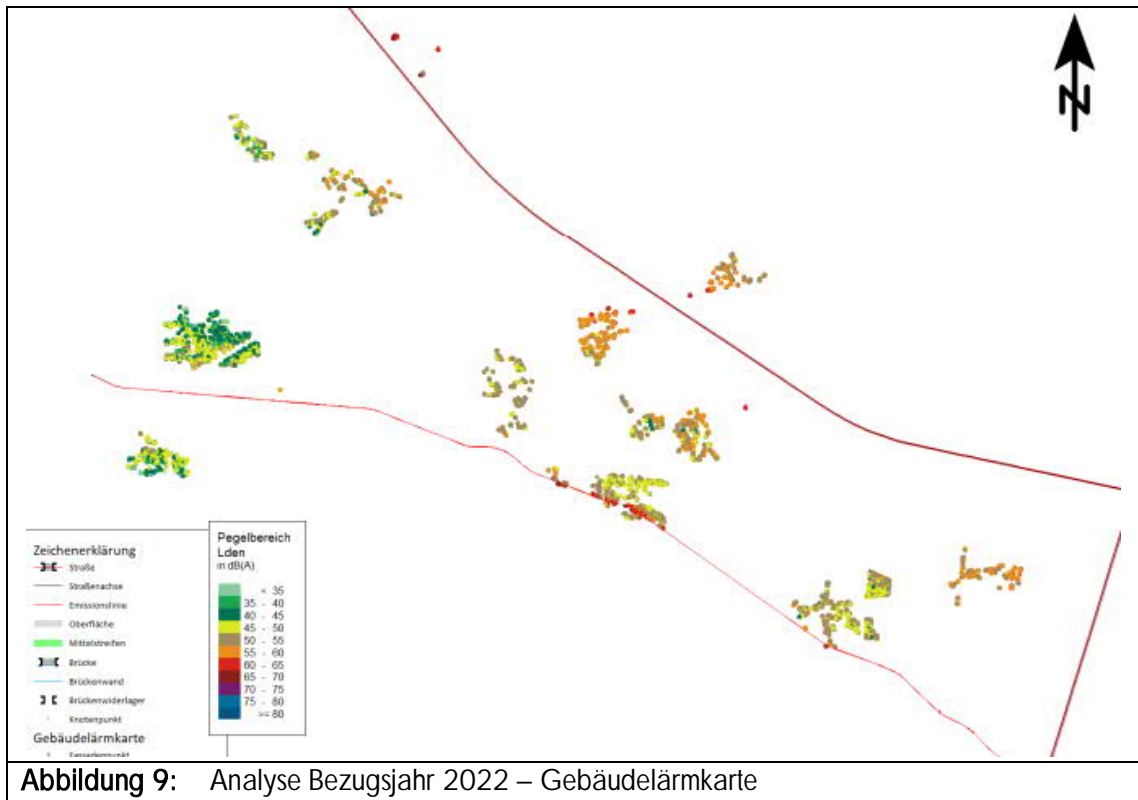 N
Zeichenerklärung
Straße
Straßenachse
Emissionslinie
Oberfläche
Mittelstreifen
Brücke
Brückenwand
Brückenwiderlager
Knotenpunkt
Gebäudelärmkarte
Pegelbereich
Lden
in dB(A)
< 35
35 - 40
40 - 45
45 - 50
50 - 55
55 - 60
60 - 65
65 - 70
70 - 75
75 - 80
>= 80
Abbildung 9: Analyse Bezugsjahr 2022 – Gebäudelärmkarte